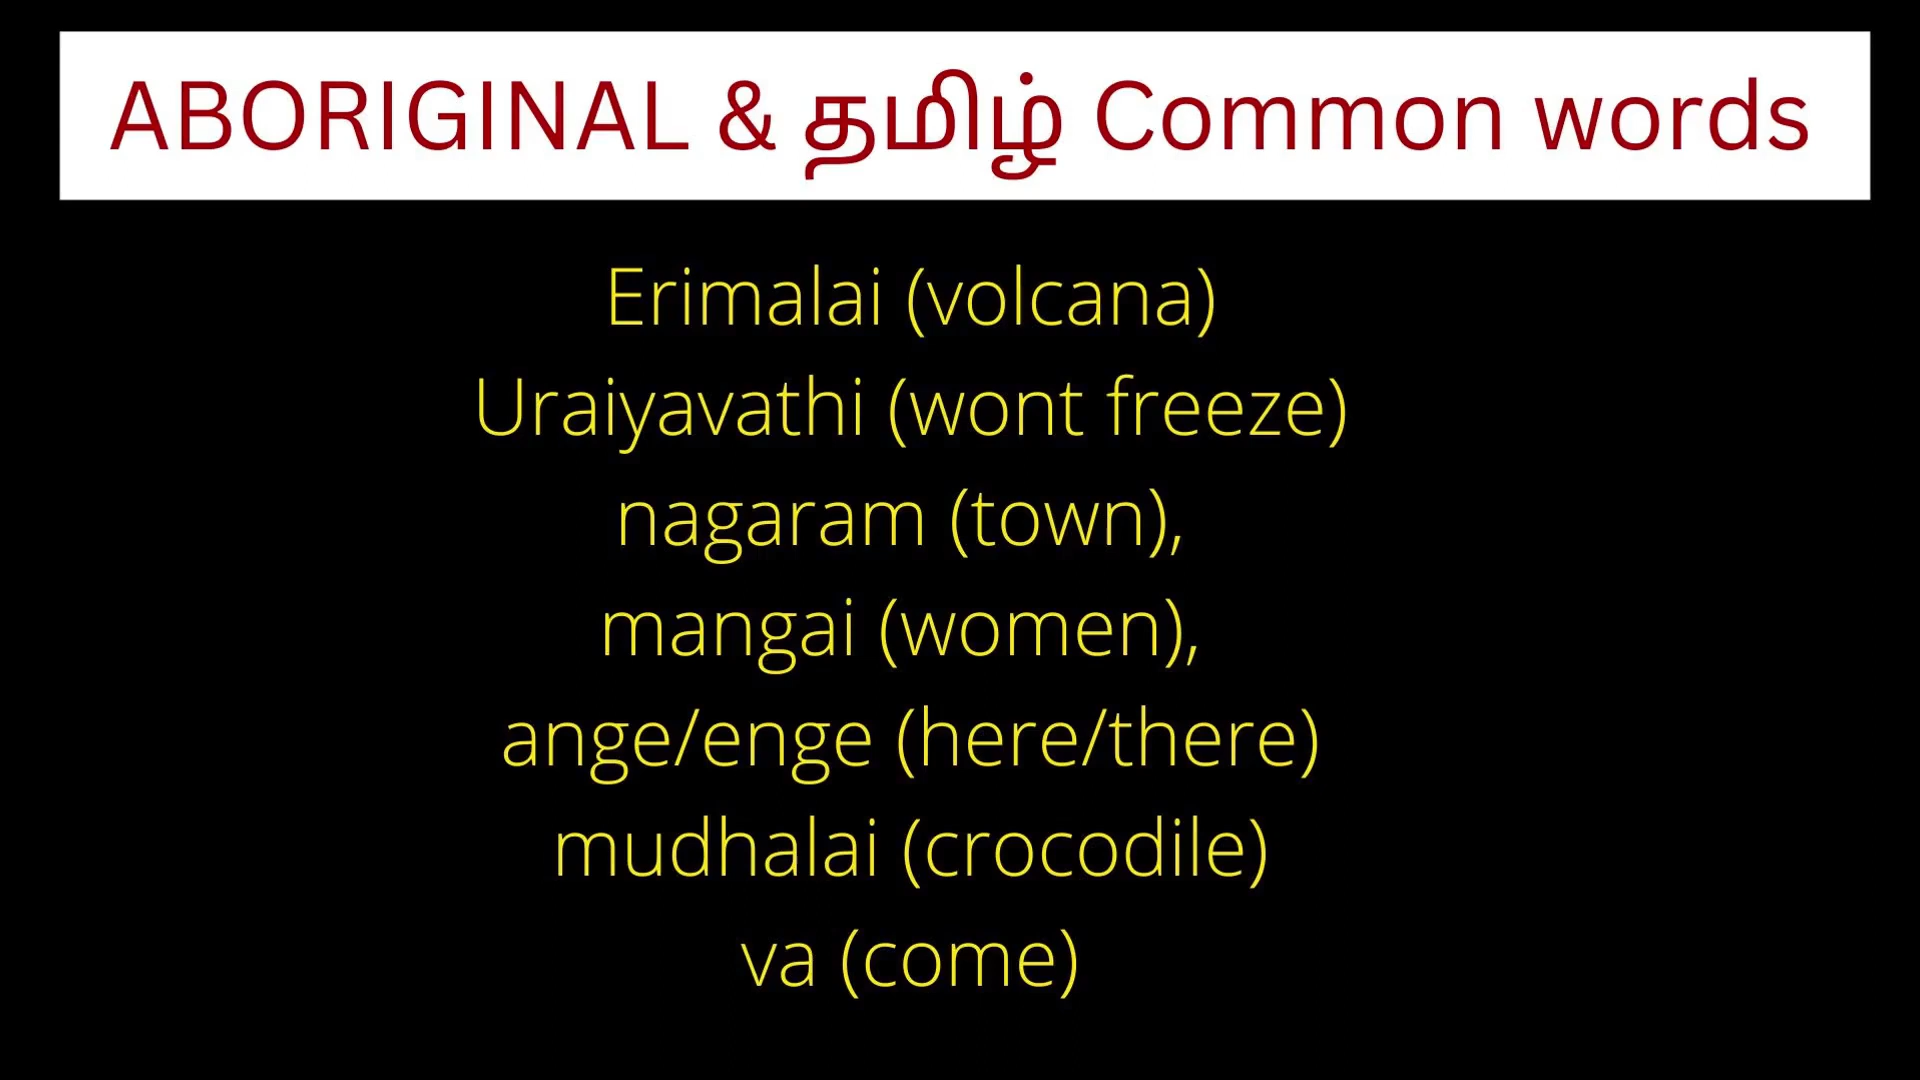 ABORIGINAL & தமிழ் Common words
Erimalai (volcana)
Uraiyavathi (wont freeze)
nagaram (town),
mangai (women),
ange/enge (here/there)
mudhalai (crocodile)
va (come)